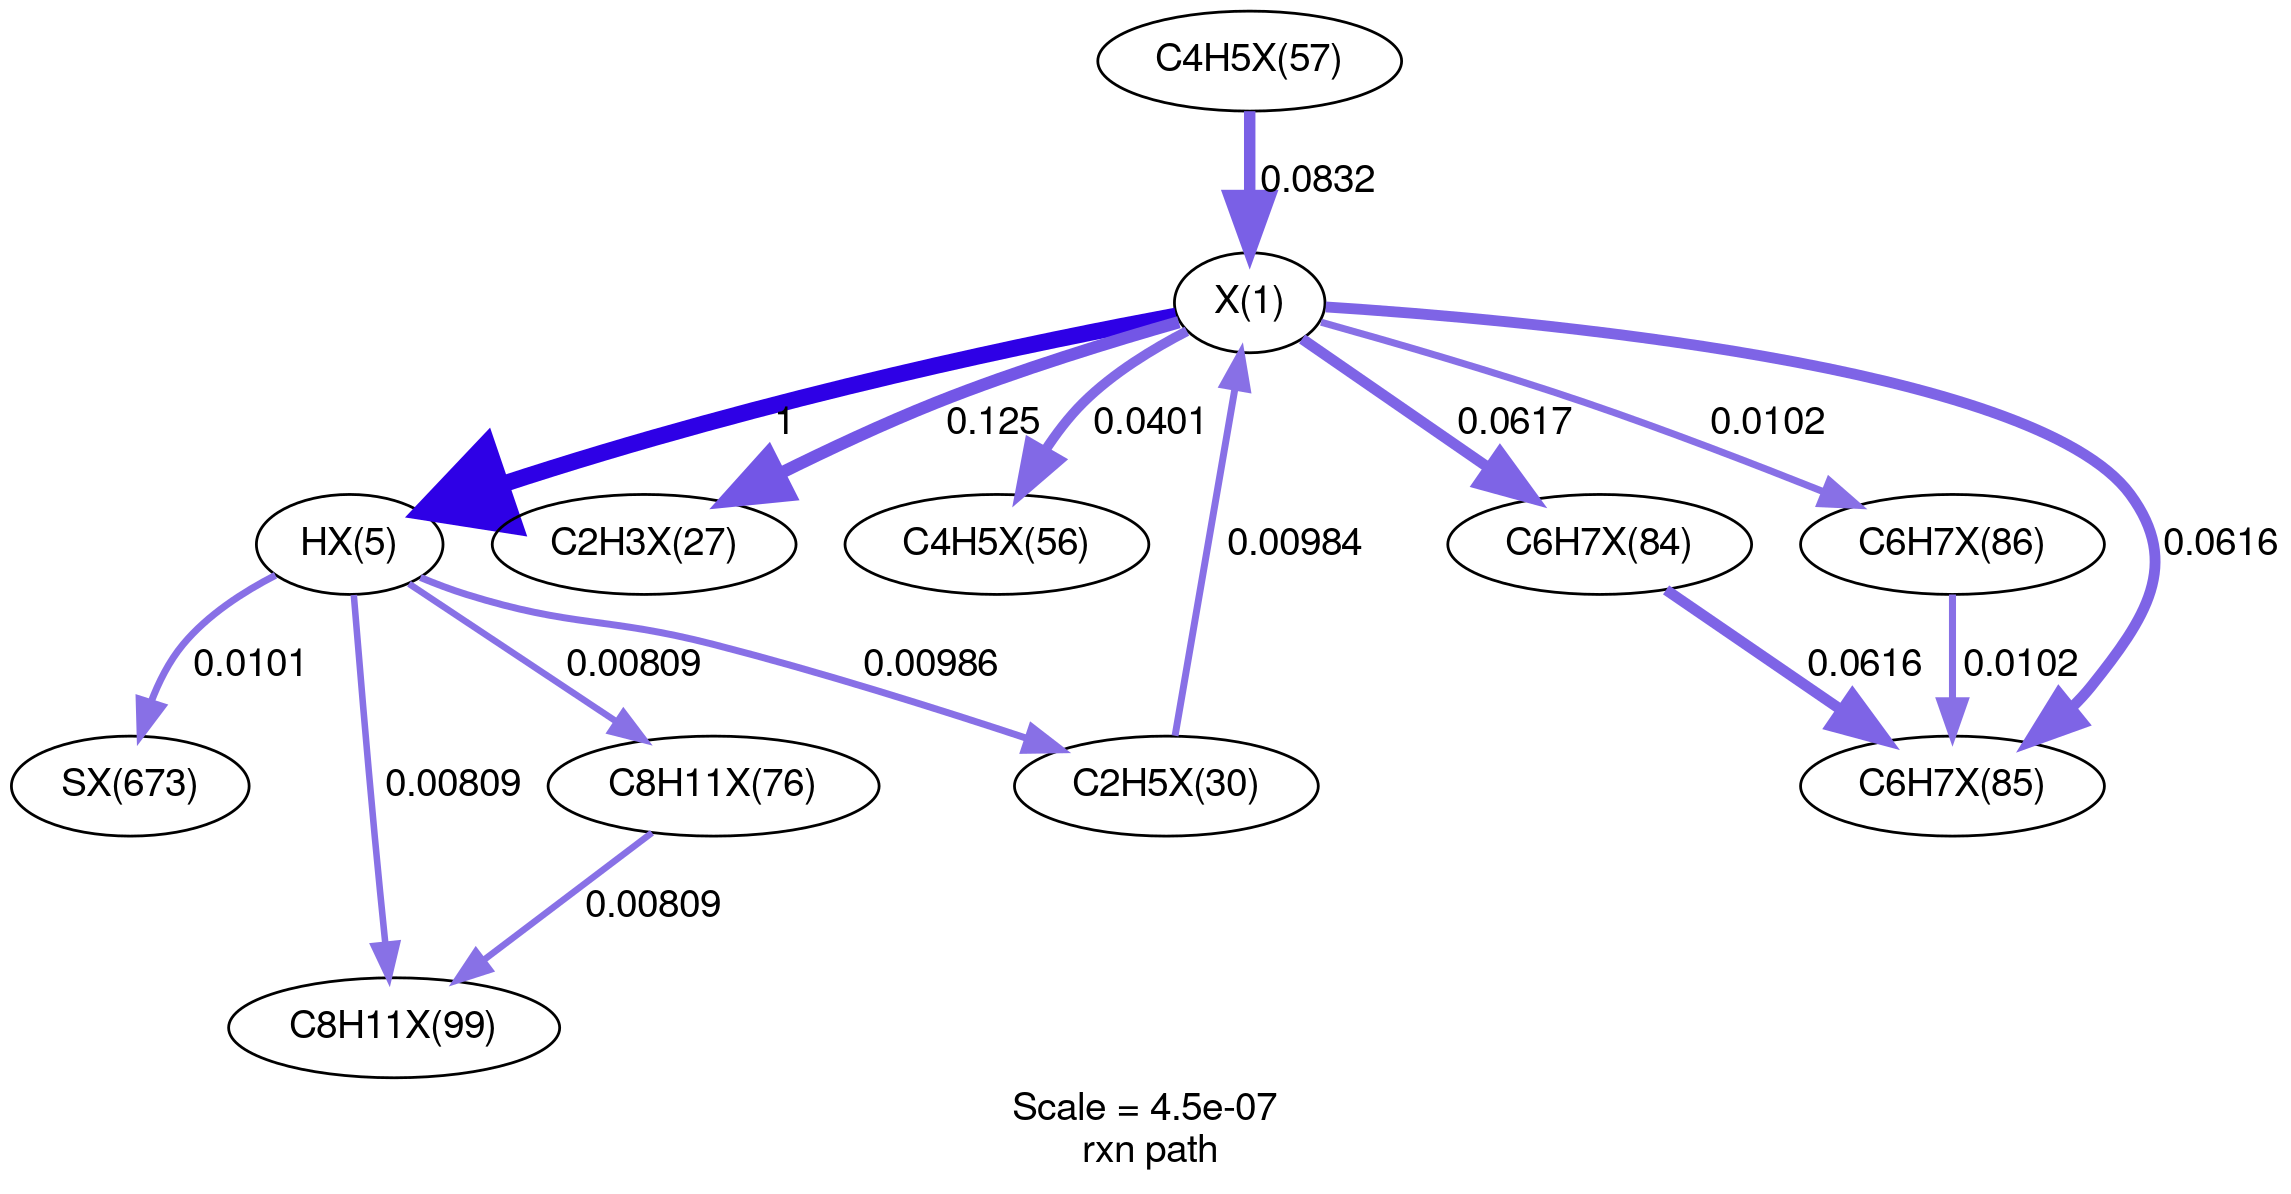 C4H5X(57)
0.0832
X(1)
1
0.125
0.0401
0.0617
0.0102
HX(5)
C2H3X(27)
C4H5X(56)
0.00984
C6H7X(84)
C6H7X(86)
0.0616
0.0101
0.00809
0.00986
0.0616
0.0102
SX(673)
0.00809
C8H11X(76)
C2H5X(30)
C6H7X(85)
0.00809
C8H11X(99)
Scale = 4.5e-07
rxn path